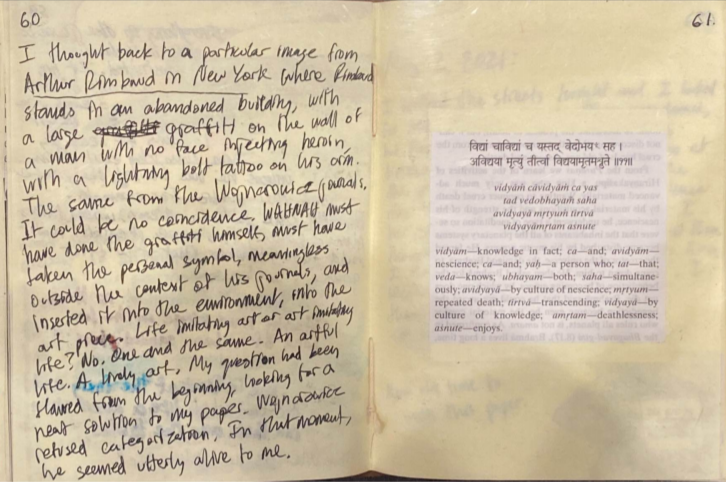 60
I thought back to a particular image from
Arthur Rimbaud in New York where Rimbaud
stands in an abandoned building, with
a large graffiti on the wall of
a man with no face injecting heroin,
with a lightning bolt tattoo on his arm.
The same from the Wojnarowicz journals.
It could be no coincidence, must
have done the graffiti himself, must have
taken the personal symbol, meaningless
outside the context of his journals, and
inserted it into the environment, into the
art piece. Life imitating art or art imitating
life? No. One and the same. An artful
life. A lively art. My question had been
flawed from the beginning, looking for a
neat solution to my paper. Wojnarowicz
refused categorization. In that moment,
he seemed utterly alive to me.
61
विद्यां चाविद्यां च यस्तद् वेदोभयꣳ सह ।
अविद्यया मृत्युं तीर्त्वा विद्ययामृतमश्नुते ॥११॥
vidyāṁ cāvidyāṁ ca yas
tad vedobhayaṁ saha
avidyayā mṛtyuṁ tīrtvā
vidyayāmṛtam aśnute
vidyām—knowledge in fact; ca—and; avidyām—
nescience; ca—and; yaḥ—a person who; tat—that;
veda—knows; ubhayam—both; saha—simultane-
ously; avidyayā—by culture of nescience; mṛtyum—
repeated death; tīrtvā—transcending; vidyayā—by
culture of knowledge; amṛtam—deathlessness;
aśnute—enjoys.